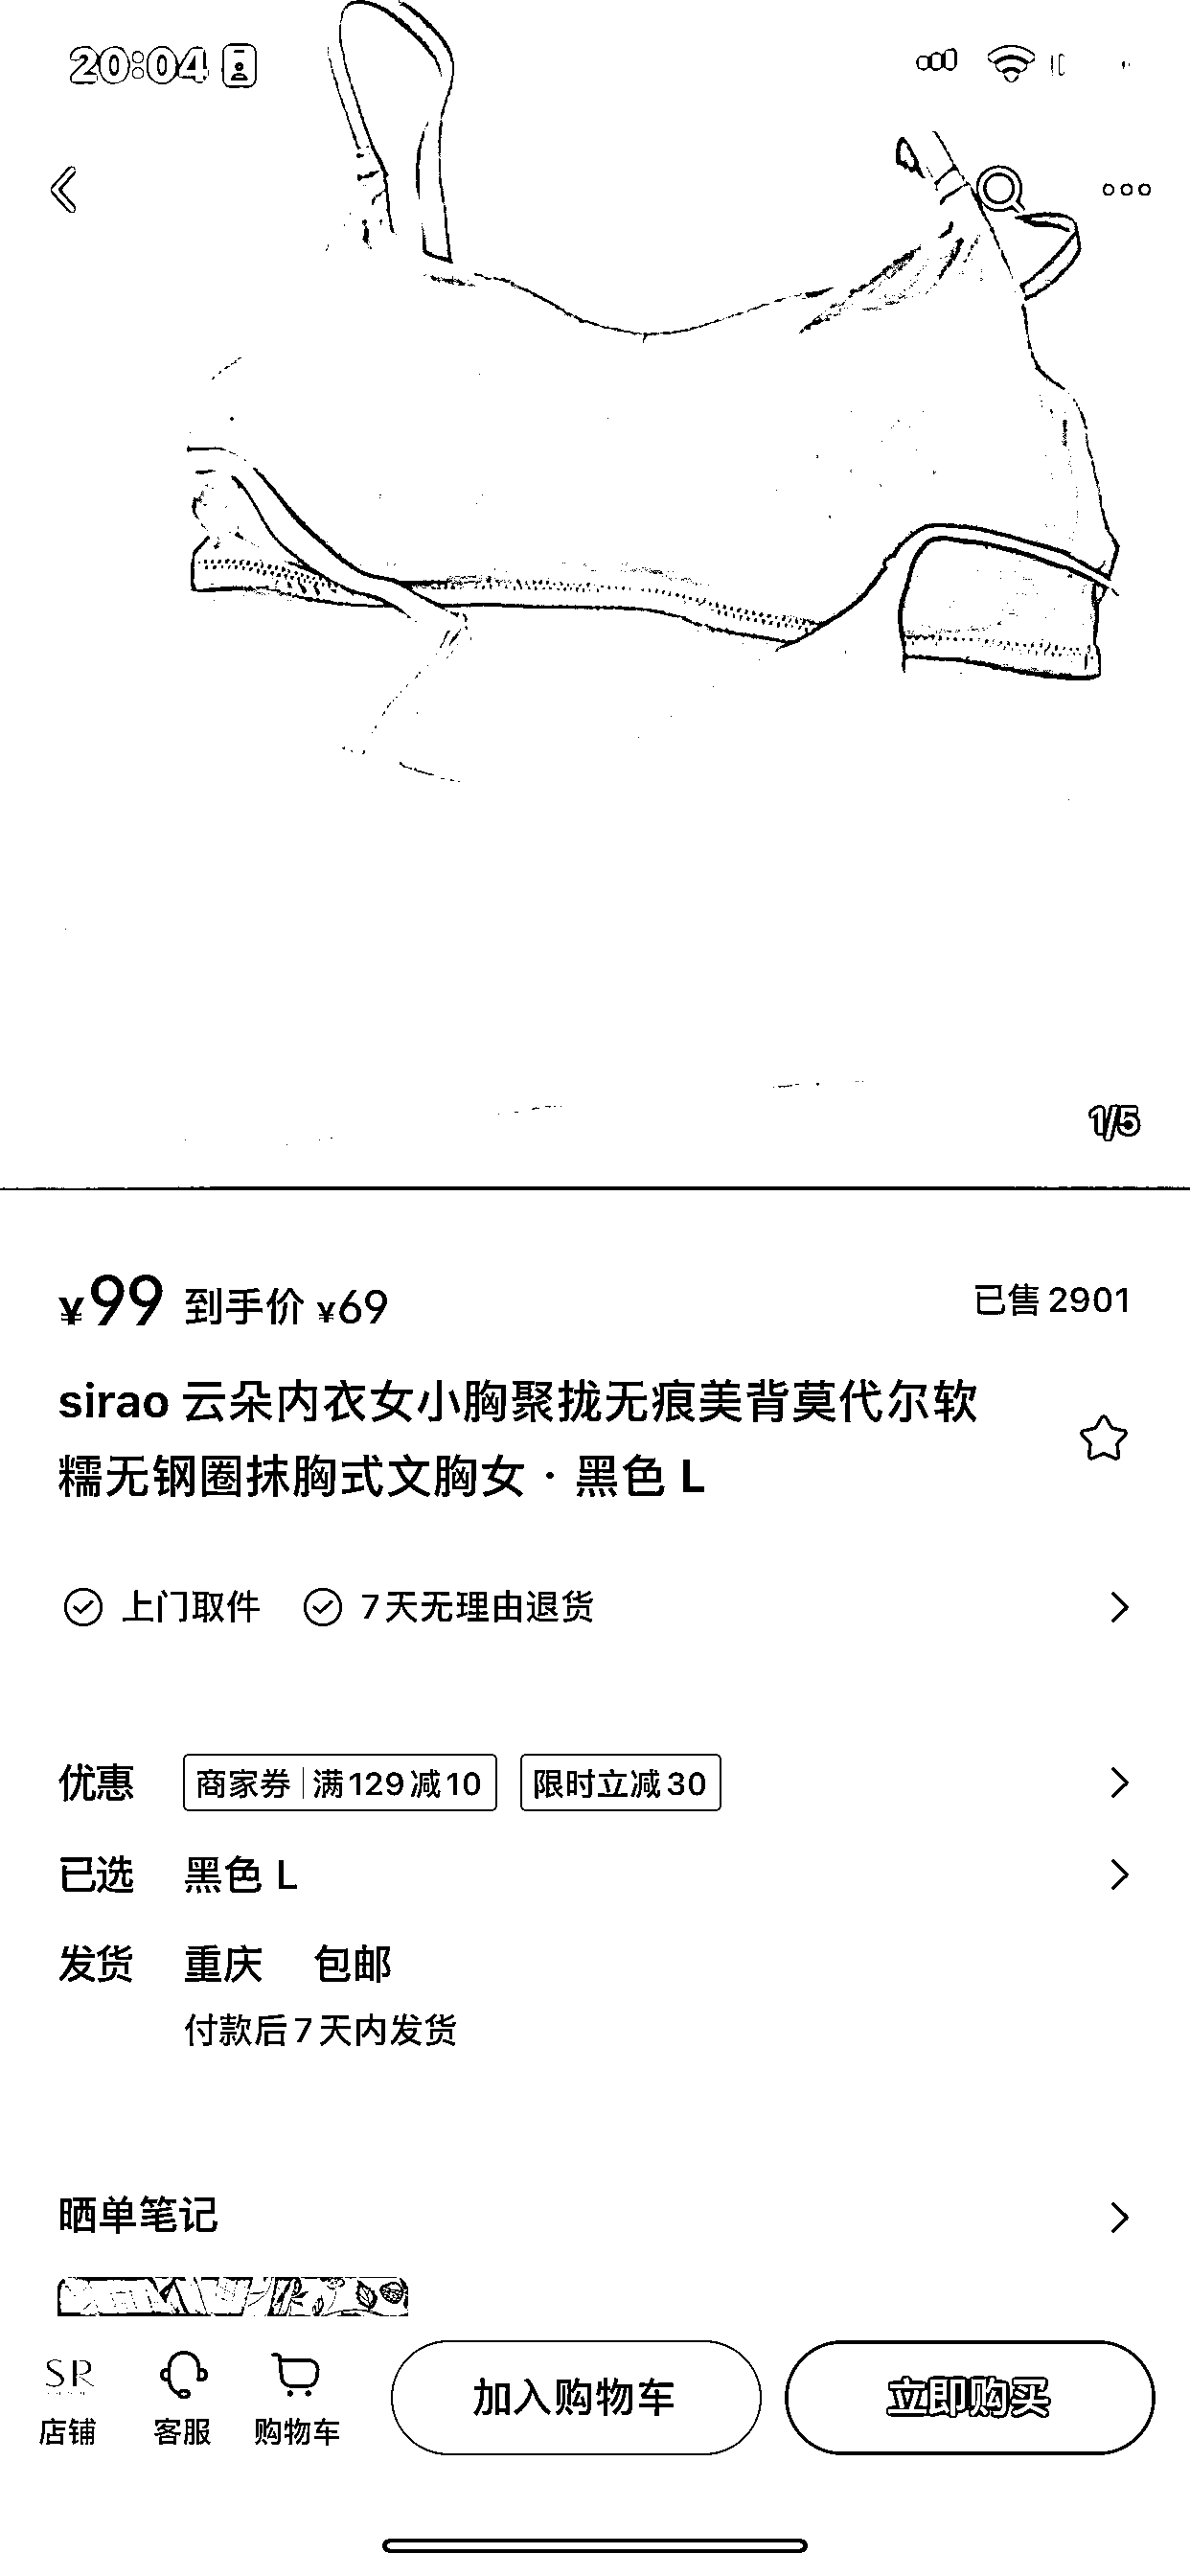 20:04
1/5
¥99 到手价 ¥69
已售 2901
sirao 云朵内衣女小胸聚拢无痕美背莫代尔软
糯无钢圈抹胸式文胸女 · 黑色 L
上门取件 7天无理由退货
优惠 商家券 满129减10 限时立减30
已选 黑色 L
发货 重庆 包邮
付款后7天内发货
晒单笔记
SR
店铺 客服 购物车 加入购物车 立即购买